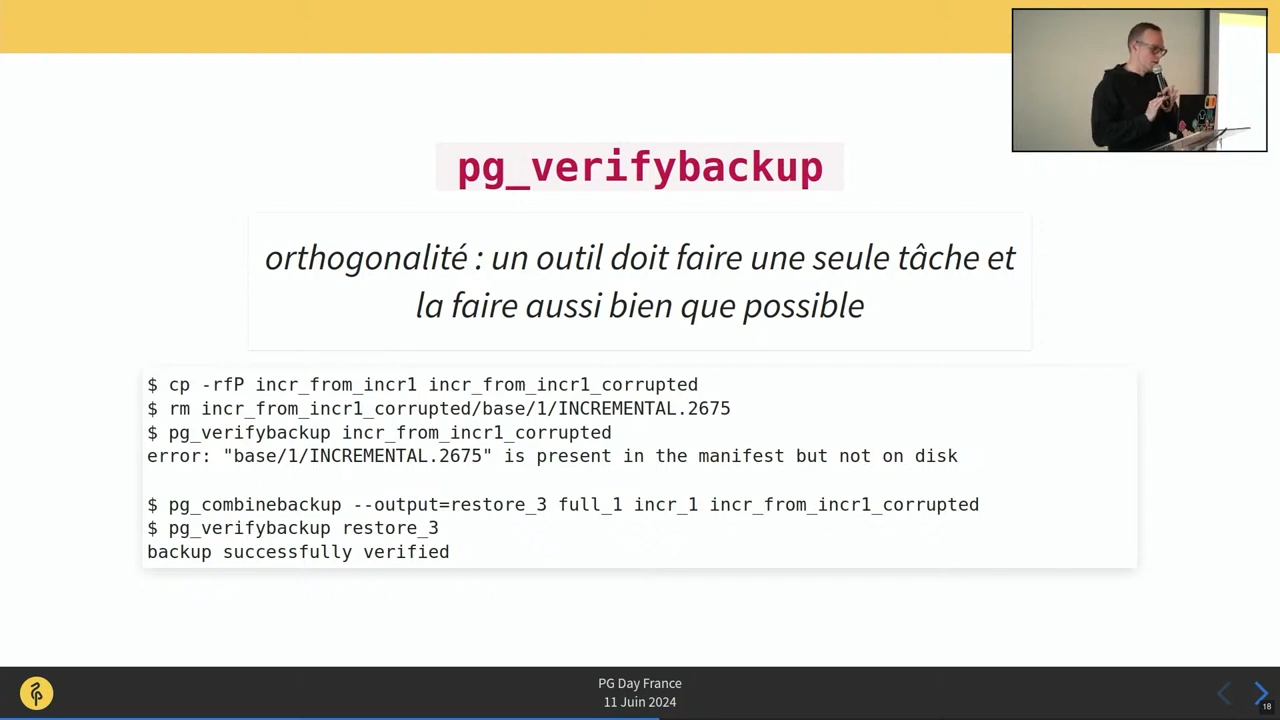 pg_verifybackup
orthogonalité : un outil doit faire une seule tâche et
la faire aussi bien que possible
$ cp -rfP incr_from_incr1 incr_from_incr1_corrupted
$ rm incr_from_incr1_corrupted/base/1/INCREMENTAL.2675
$ pg_verifybackup incr_from_incr1_corrupted
error: "base/1/INCREMENTAL.2675" is present in the manifest but not on disk
$ pg_combinebackup --output=restore_3 full_1 incr_1 incr_from_incr1_corrupted
$ pg_verifybackup restore_3
backup successfully verified
PG Day France
11 Juin 2024
18